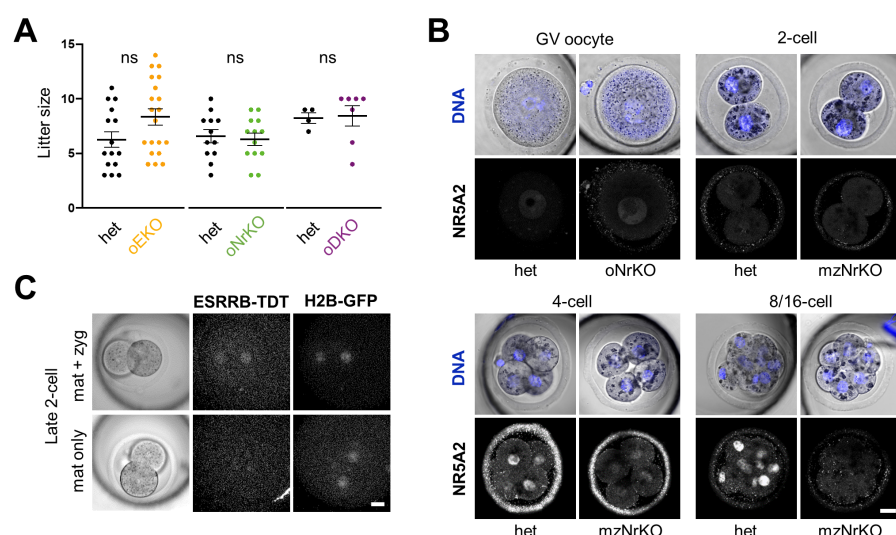 A
15
10
5
0
Litter size
ns
ns
ns
het
oEKO
het
oNrKO
het
oDKO
B
GV oocyte
2-cell
DNA
NR5A2
het
oNrKO
het
mzNrKO
4-cell
8/16-cell
DNA
NR5A2
het
mzNrKO
het
mzNrKO
C
ESRRB-TDT
H2B-GFP
Late 2-cell
mat + zyg
mat only